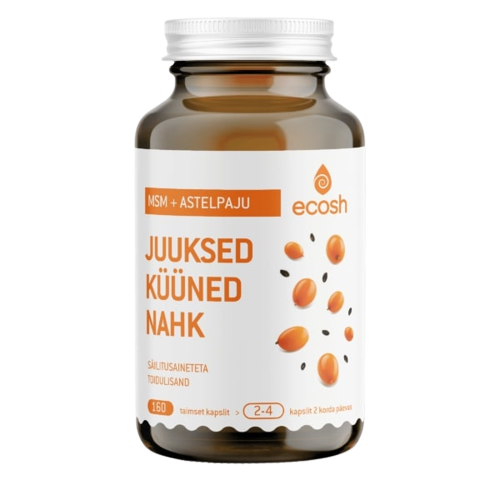 MSM + ASTELPAJU
ecosh
JUUKSED
KÜÜNED
NAHK
SÄILITUSAINETETA
TOIDULISAND
160 taimset kapslit > 2-4 kapslit 2 korda päevas